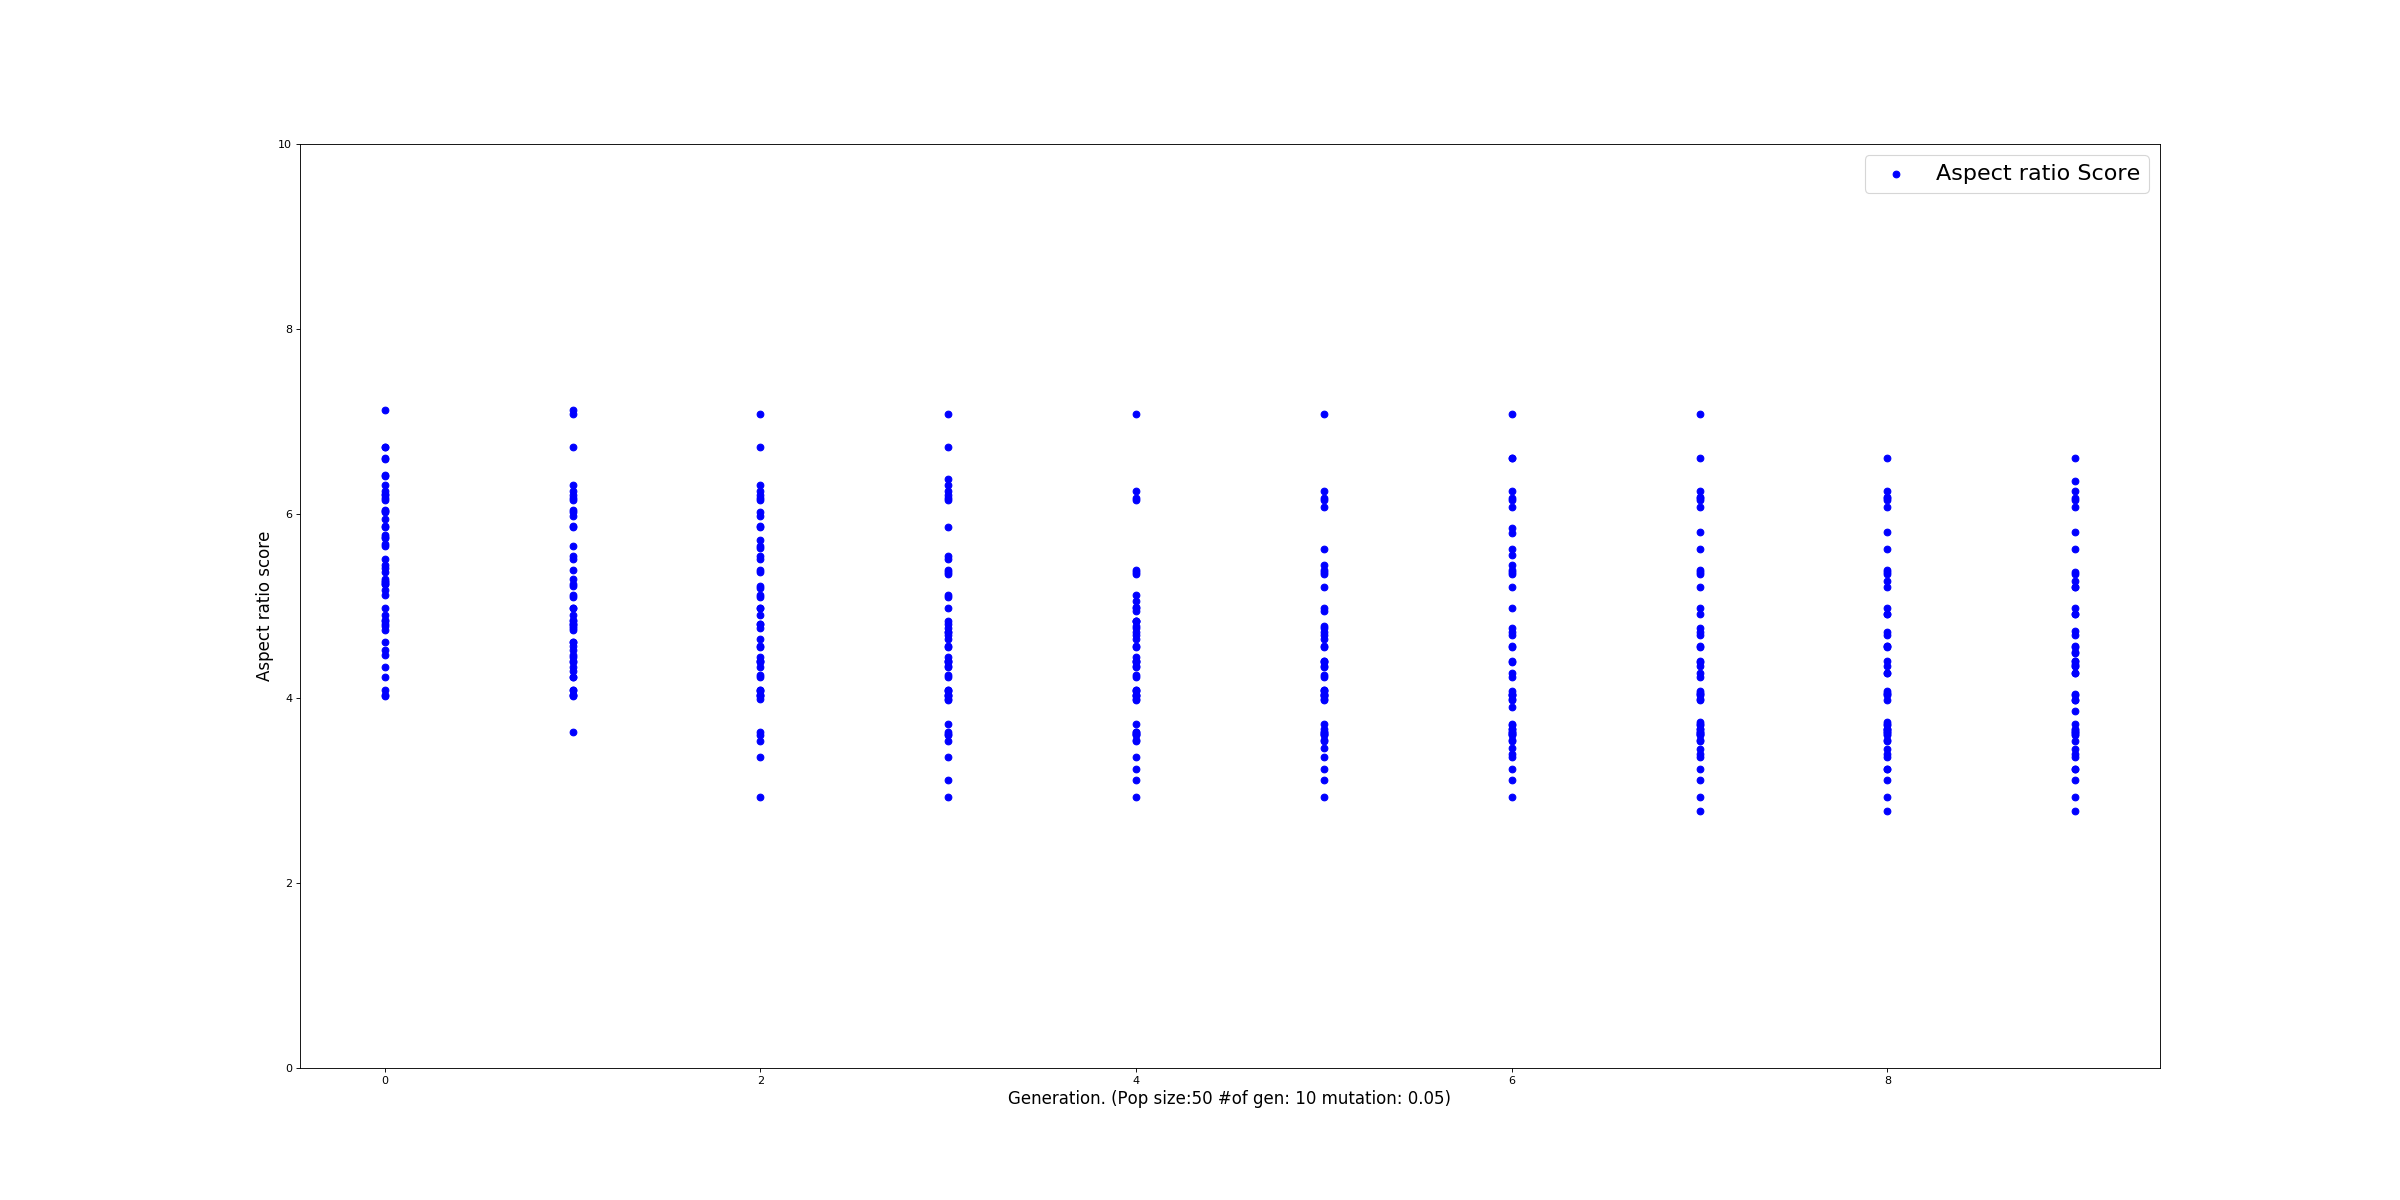 10
Aspect ratio Score
8
6
Aspect ratio score
4
2
0
0 2 4 6 8
Generation. (Pop size:50 #of gen: 10 mutation: 0.05)